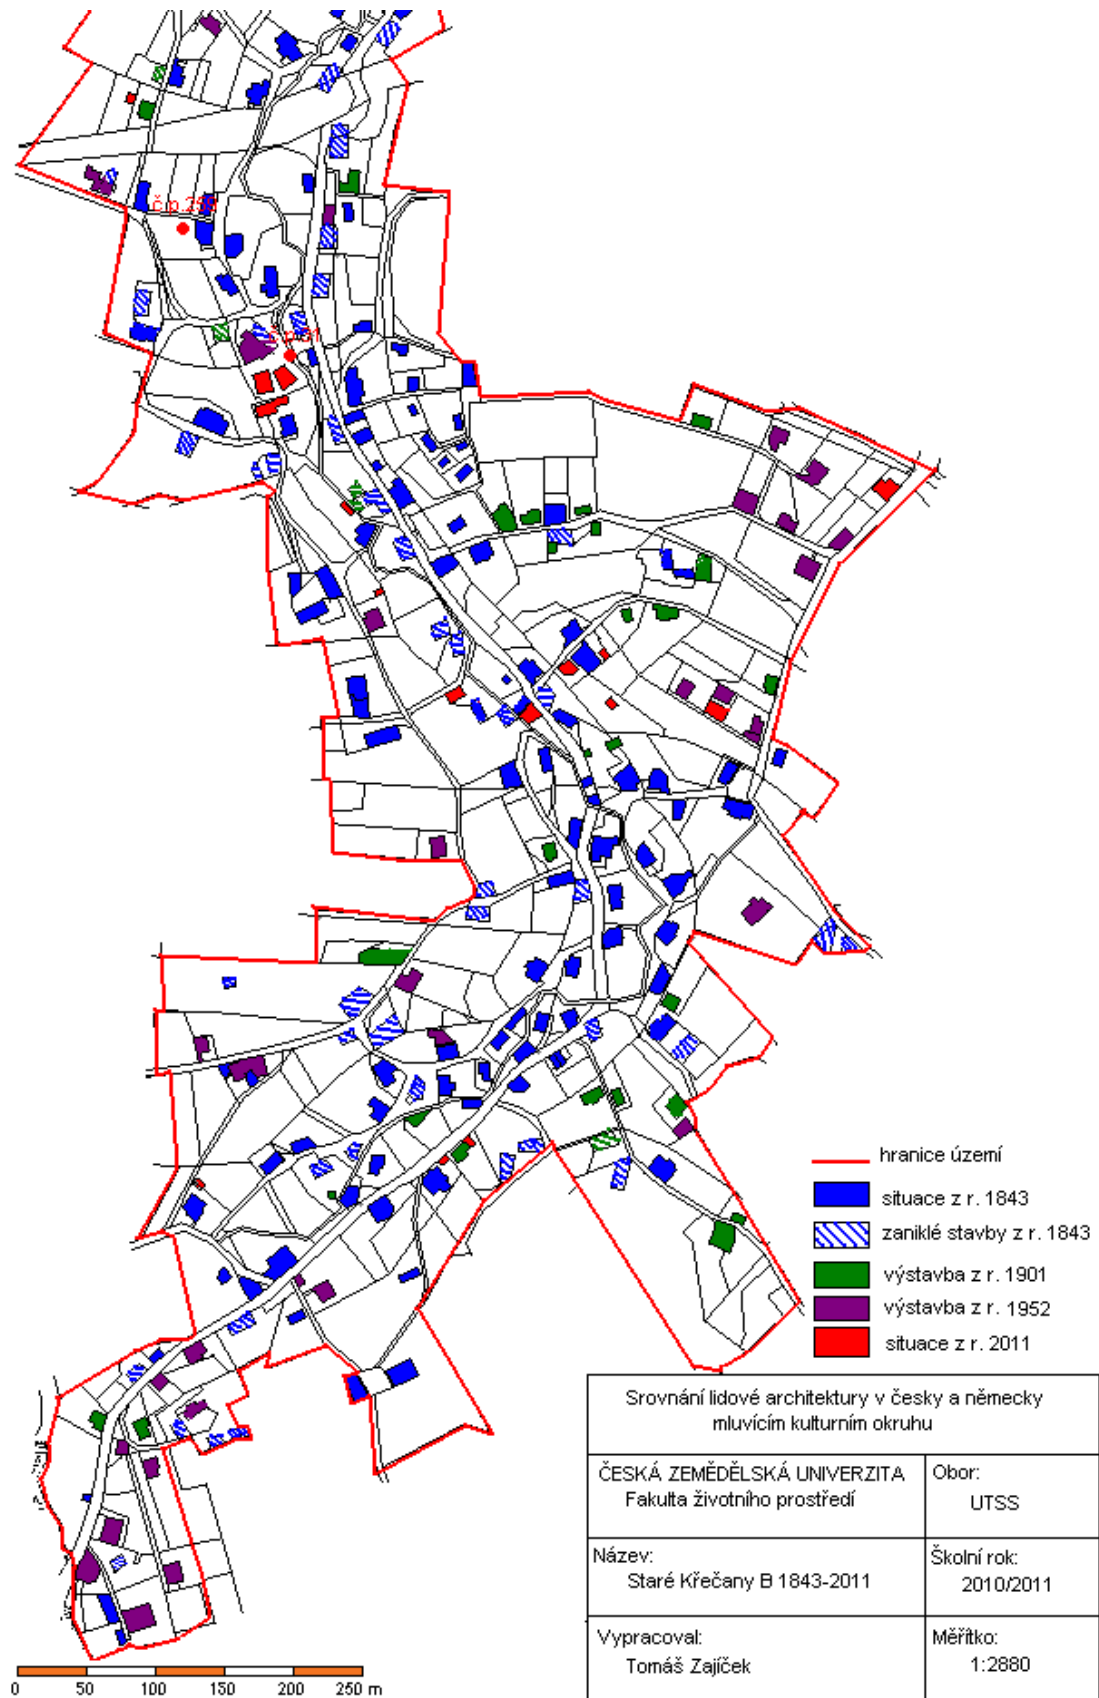 č.p.258
č.p.91
hranice území
situace z r. 1843
zaniklé stavby z r. 1843
výstavba z r. 1901
výstavba z r. 1952
situace z r. 2011
Srovnání lidové architektury v česky a německy
mluvícím kulturním okruhu
ČESKÁ ZEMĚDĚLSKÁ UNIVERZITA
Fakulta životního prostředí
Obor:
UTSS
Název:
Staré Křečany B 1843-2011
Školní rok:
2010/2011
Vypracoval:
Tomáš Zajíček
Měřítko:
1:2880
0 50 100 150 200 250 m